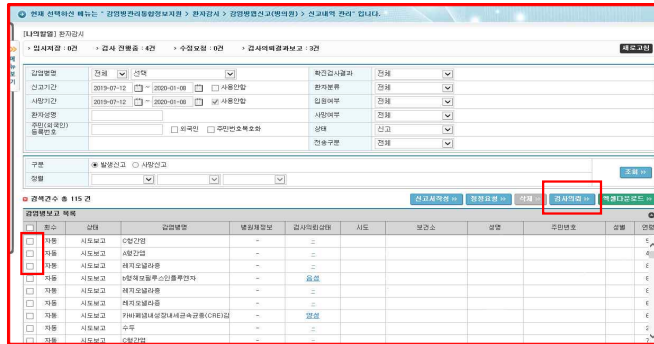 현재 선택하신 메뉴는 " 감염병관리통합정보지원 > 환자감시 > 감염병웹신고(병의원) > 신고내역 관리" 입니다.
[나의할일] 환자감시
› 임시저장 : 0건 › 검사 진행중 : 4건 › 수정요청 : 0건 › 검사의뢰결과보고 : 3건 새로고침
메뉴보기
감염병명 전체 선택 확진검사결과 전체
신고기간 2019-07-12 ~ 2020-01-08 사용안함 환자분류 전체
사망기간 2019-07-12 ~ 2020-01-08 사용안함 입원여부 전체
환자성명 사망여부 전체
주민(외국인)등록번호 외국인 주민번호복호화 상태 신고
전송구분 전체
구분 발생신고 사망신고
정렬 조회 »
검색건수 총 115 건 신고서작성 » 정정요청 » 삭제 » 검사의뢰 » 엑셀다운로드 »
감염병보고 목록
횟수 상태 감염병명 병원체정보 검사의뢰상태 시도 보건소 성명 주민번호 성별 연령
자동 시도보고 C형간염 - -
자동 시도보고 A형간염 - -
자동 시도보고 레지오넬라증 - -
자동 시도보고 b형헤모필루스인플루엔자 - 음성
자동 시도보고 레지오넬라증 - -
자동 시도보고 레지오넬라증 - -
자동 시도보고 카바페넴내성장내세균속균종(CRE)감 - 양성
자동 시도보고 수두 - -
자동 시도보고 C형간염 - -